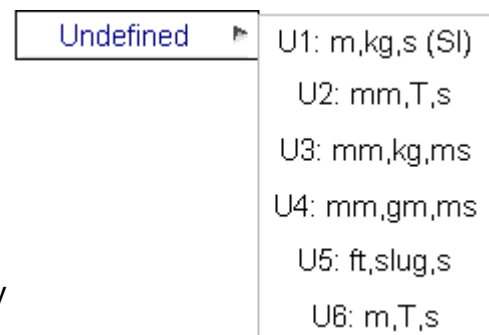 Undefined
U1: m,kg,s (SI)
U2: mm,T,s
U3: mm,kg,ms
U4: mm,gm,ms
U5: ft,slug,s
U6: m,T,s